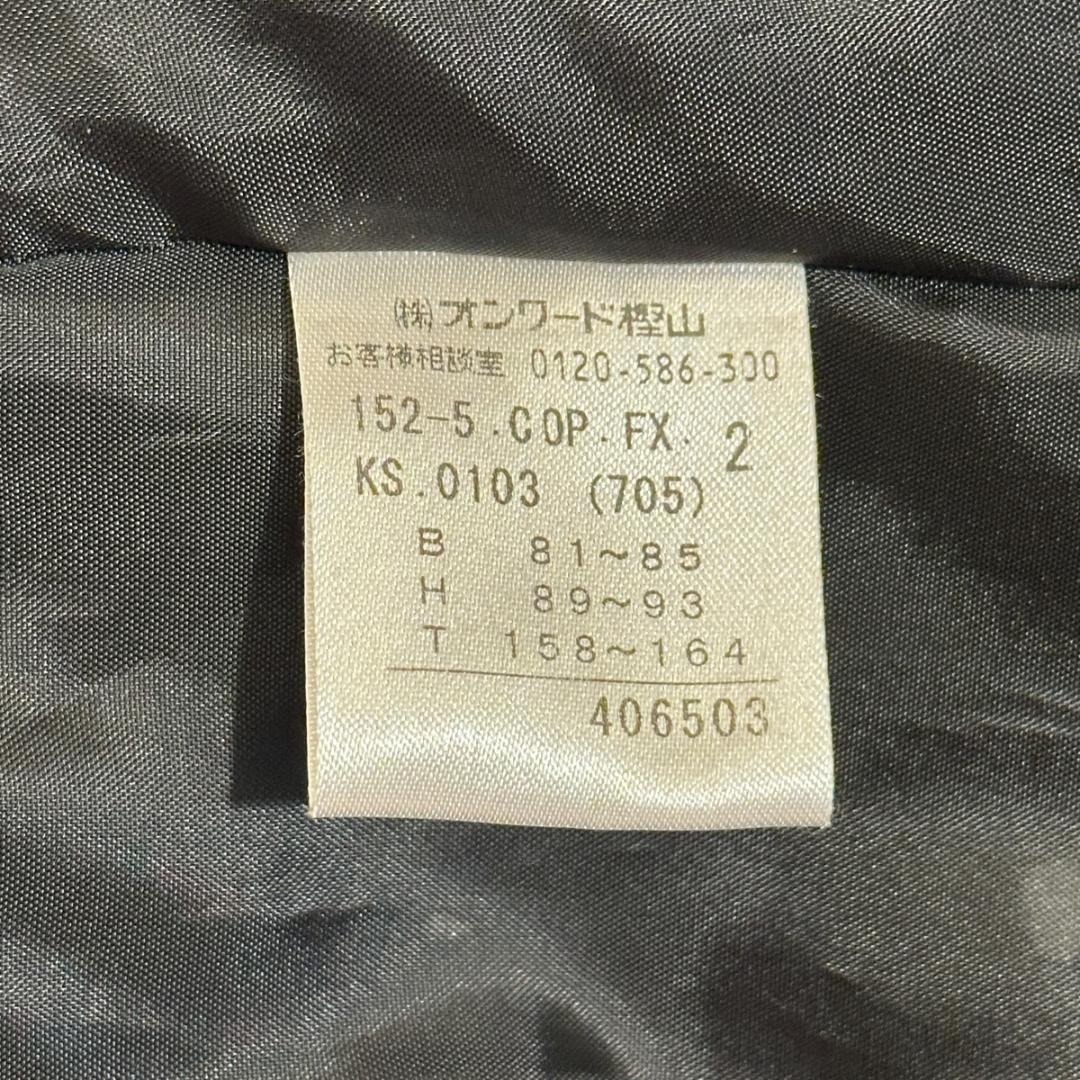 (株)オンワード樫山
お客様相談室 0120-586-300
152-5.COP.FX. 2
KS.0103 (705)
B 81~85
H 89~93
T 158~164
406503